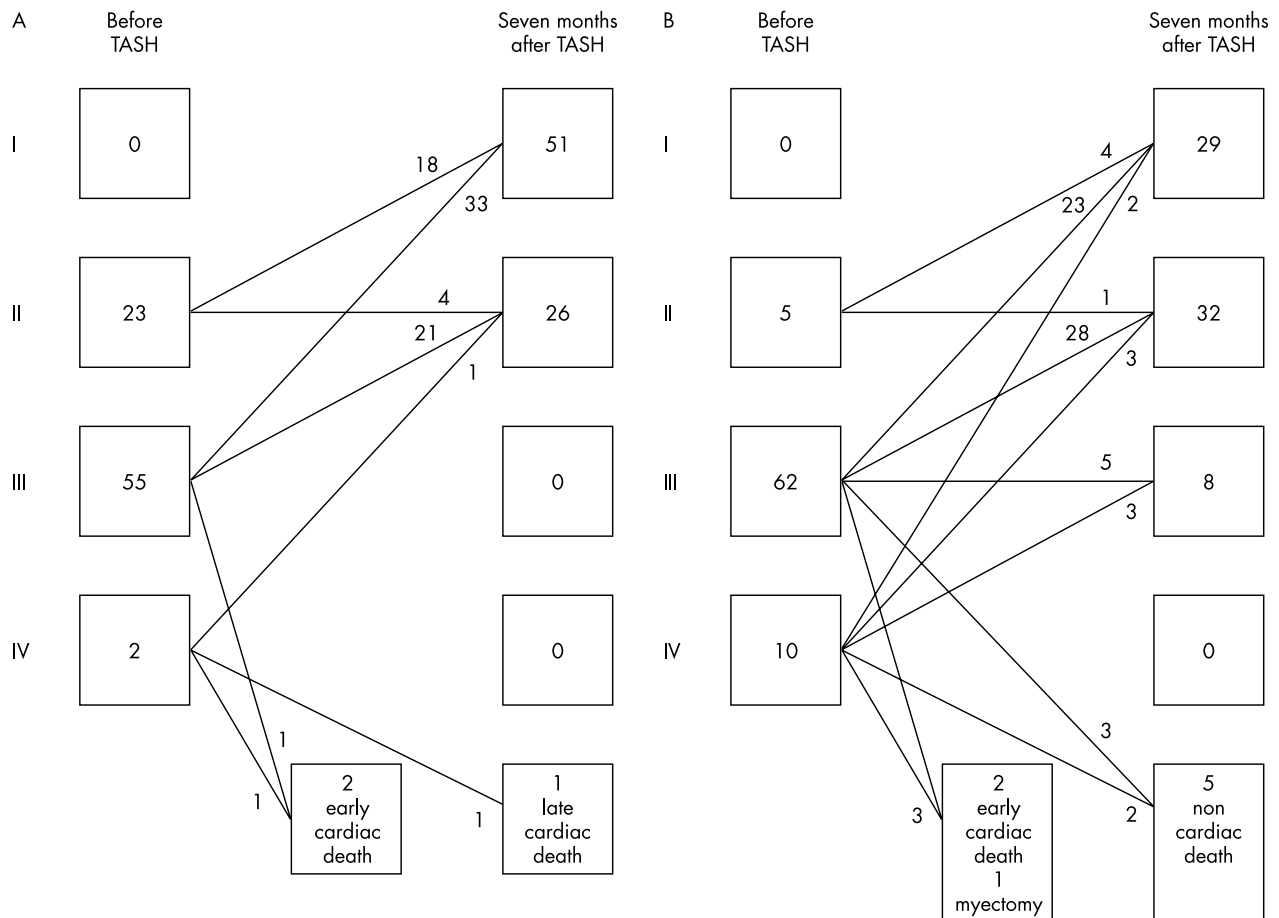 A
Before
TASH
Seven months
after TASH
I
0
51
18
33
II
23
26
4
21
1
III
55
0
IV
2
0
1
1
2
early
cardiac
death
1
1
late
cardiac
death
B
Before
TASH
Seven months
after TASH
I
0
29
4
23
2
II
5
32
1
28
3
III
62
8
5
3
IV
10
0
3
3
2
early
cardiac
death
1
myectomy
2
5
non
cardiac
death